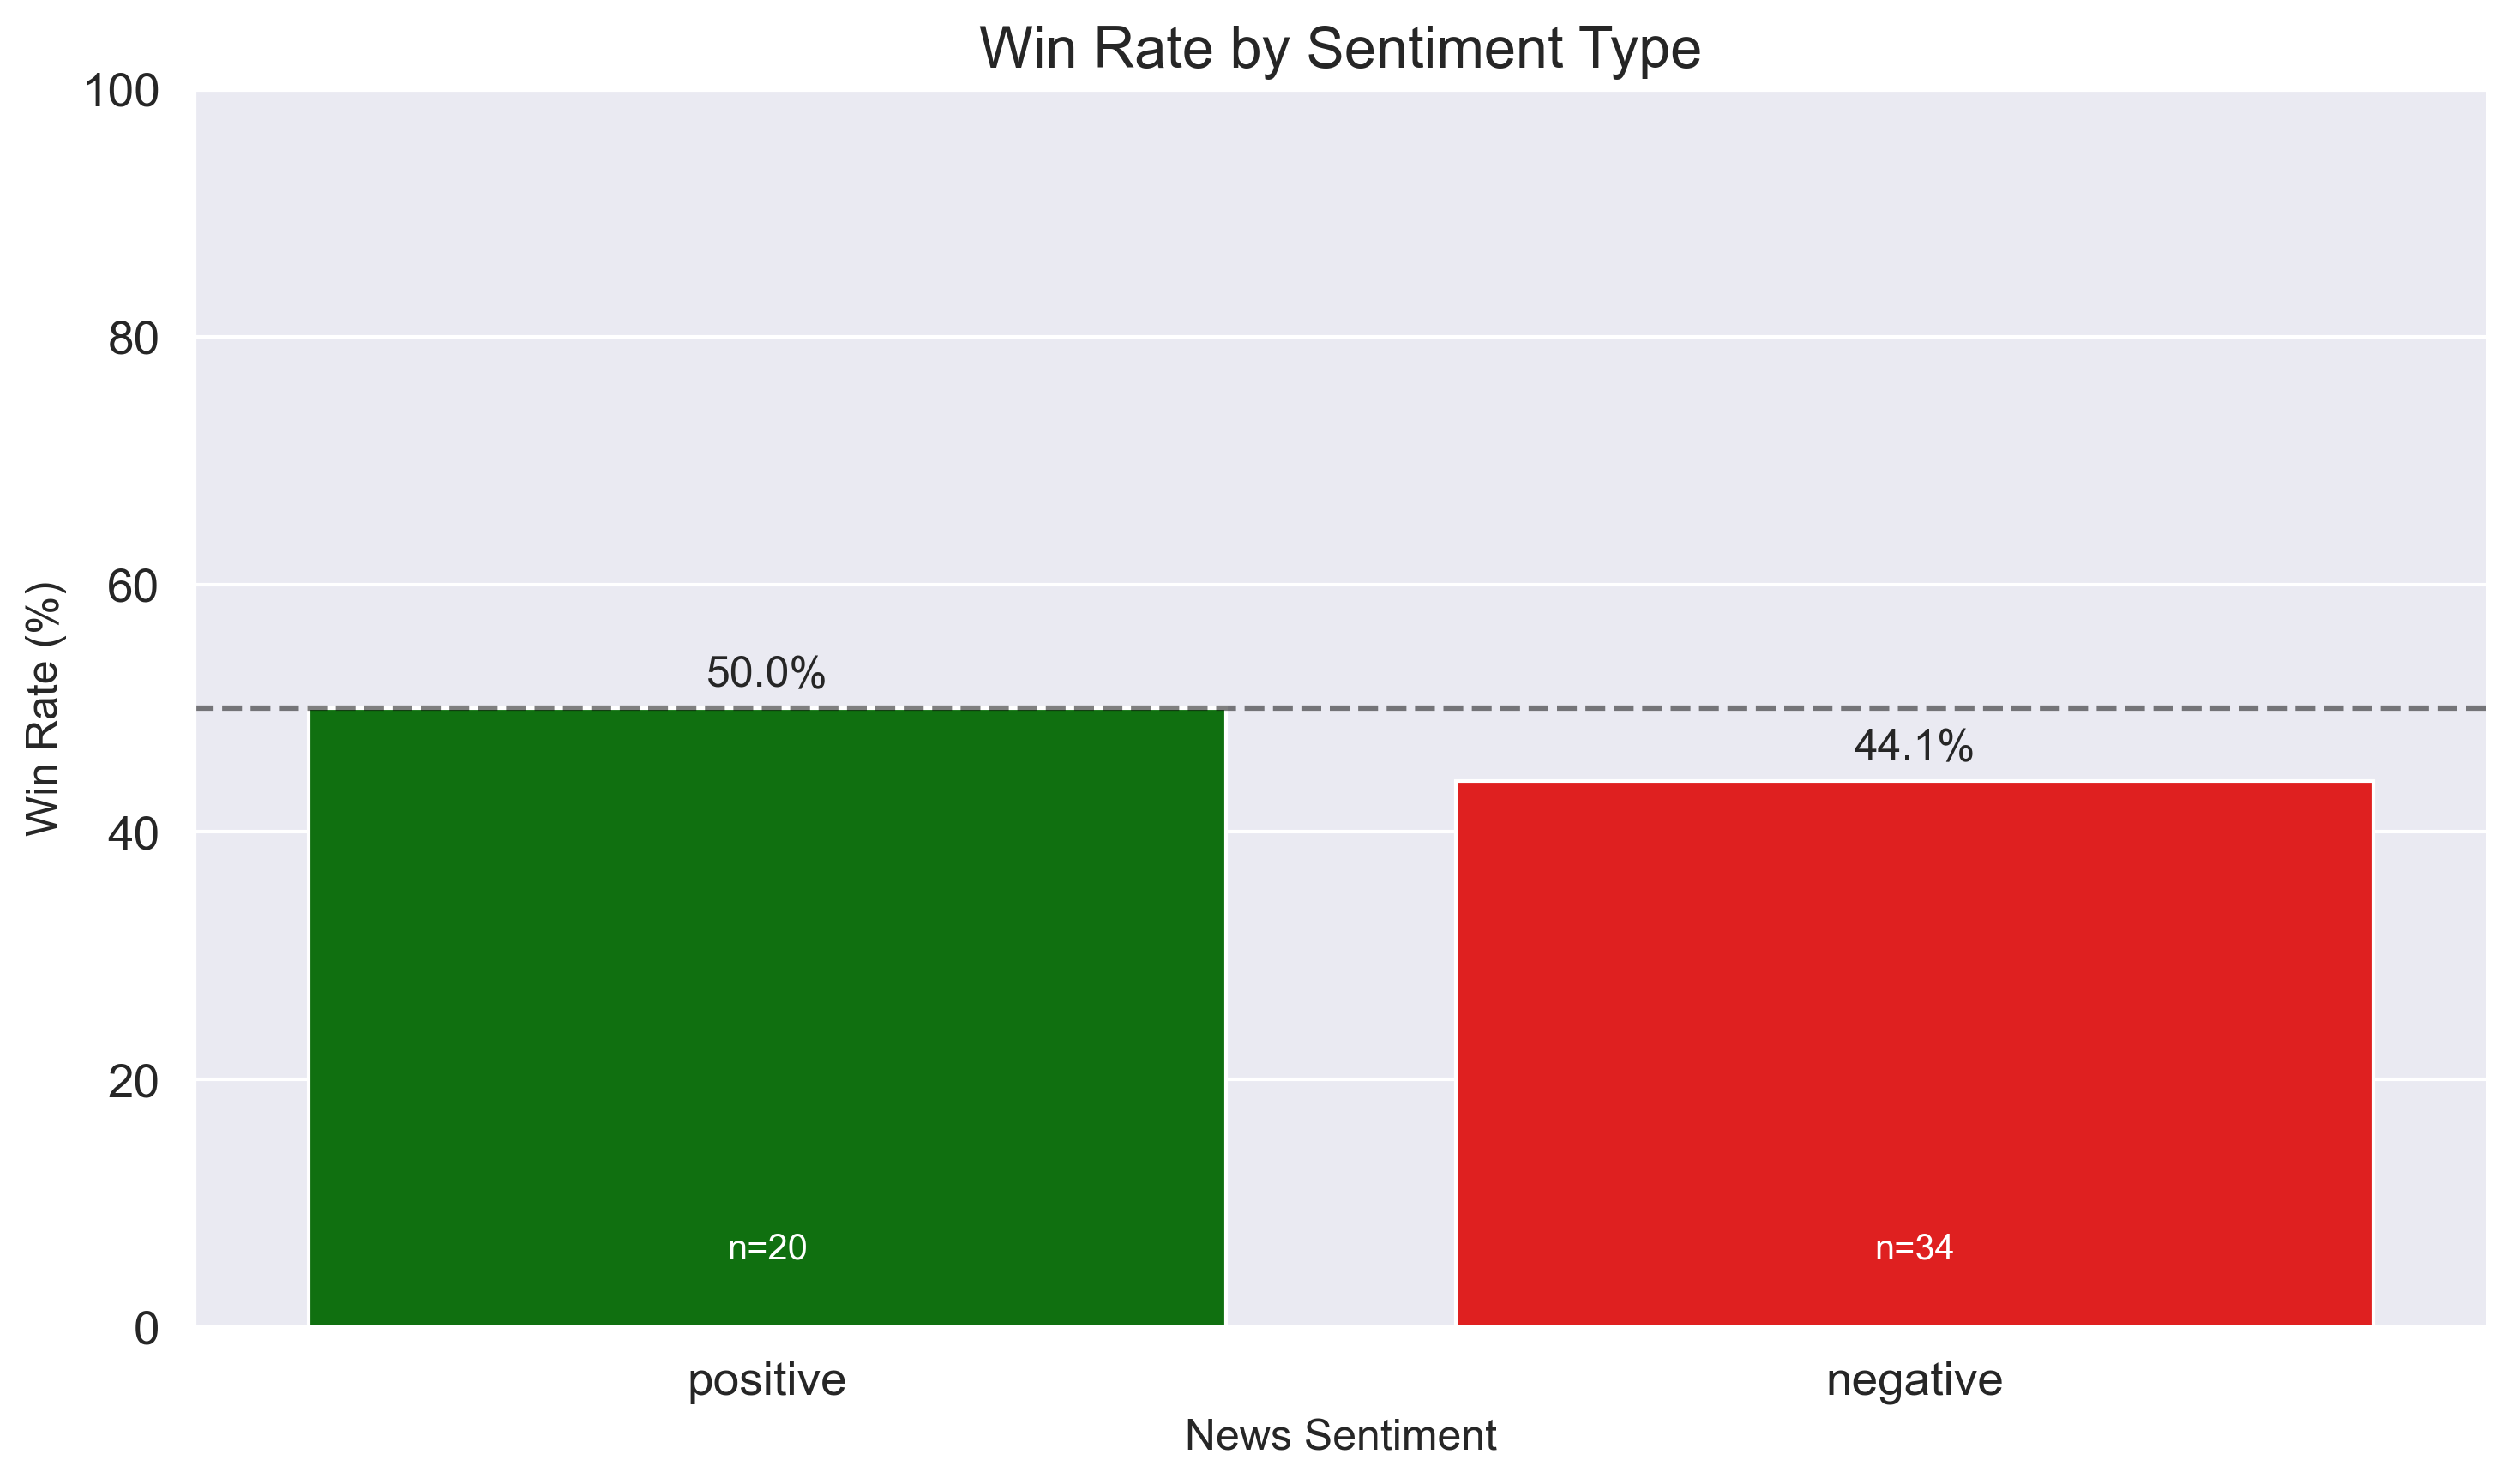 Win Rate by Sentiment Type
100
80
60
40
20
0
Win Rate (%)
50.0%
44.1%
n=20
n=34
positive
negative
News Sentiment